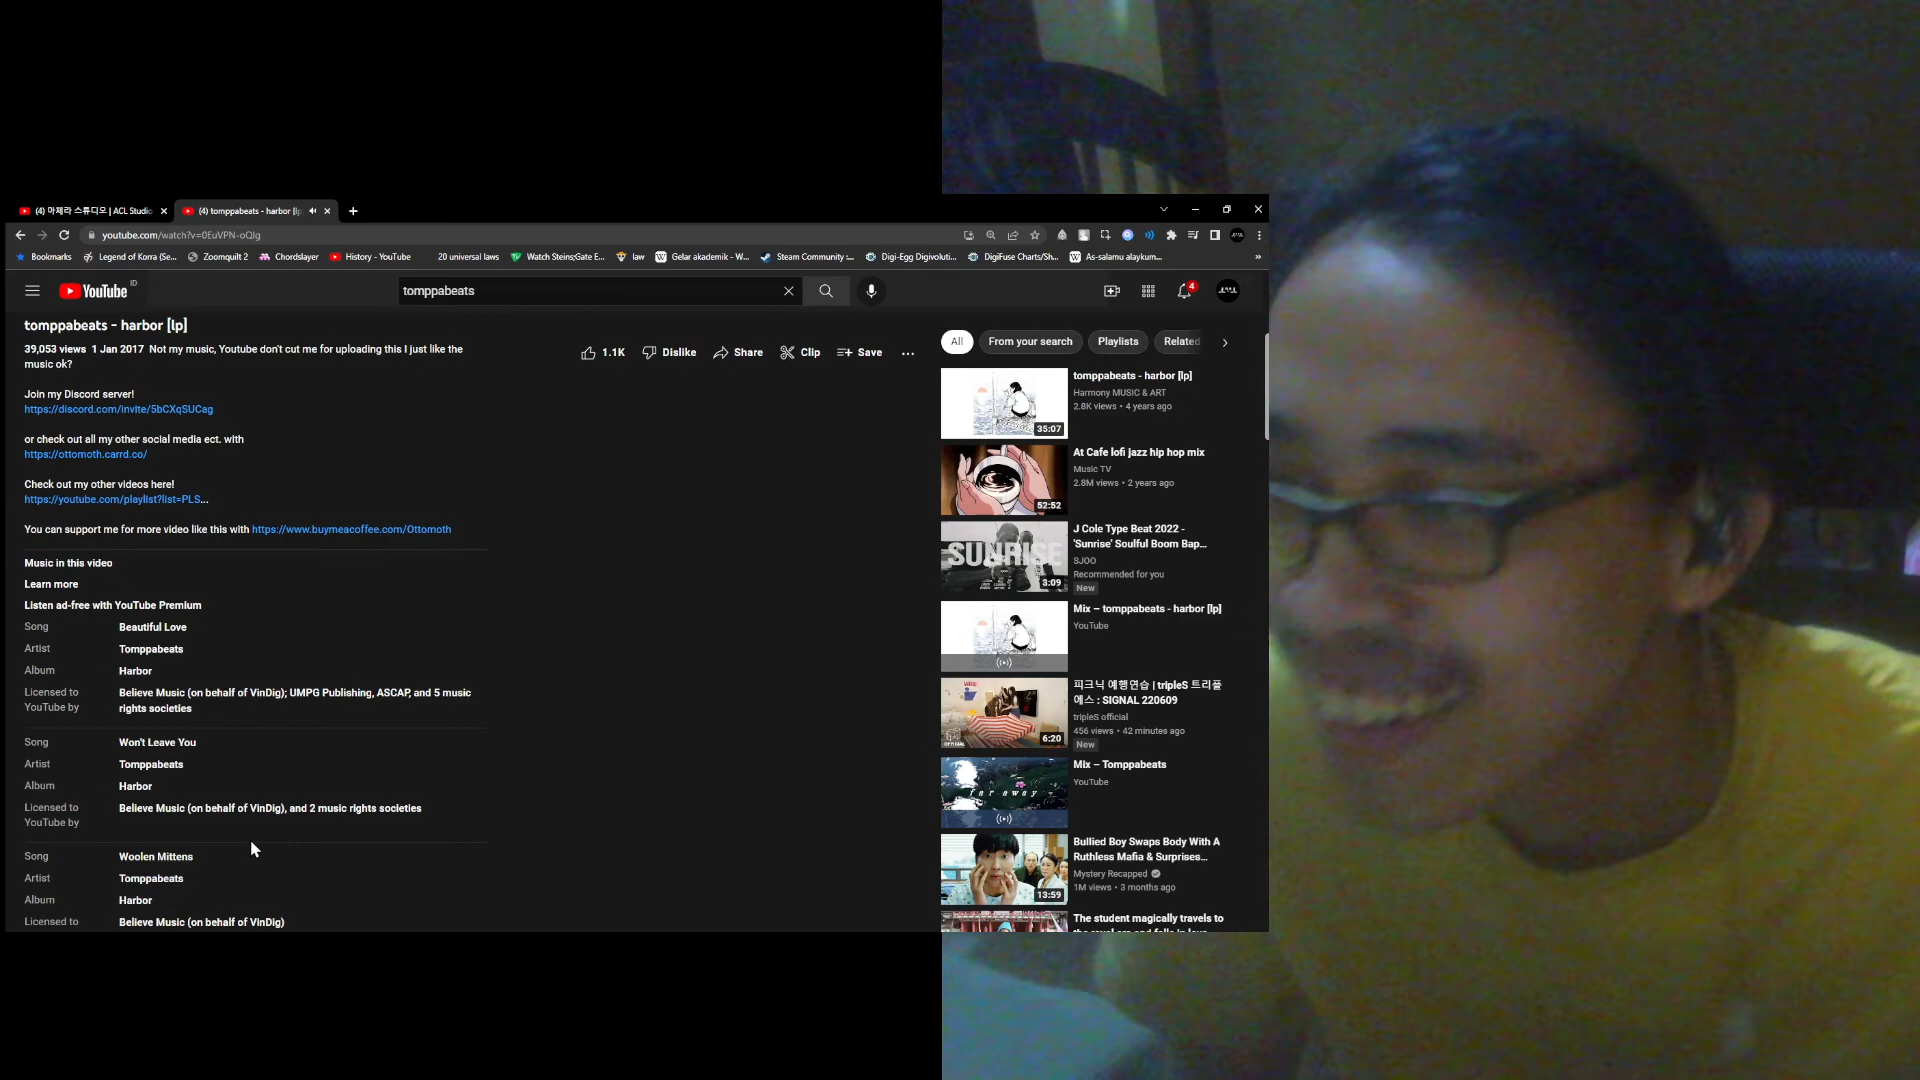 (4) 아제라 스튜디오 | ACL Studio
(4) tomppabeats - harbor [lp
youtube.com/watch?v=0EuVPN-oQIg
Bookmarks
Legend of Korra (Se...
Zoomquilt 2
Chordslayer
History - YouTube
20 universal laws
Watch Steins;Gate E...
law
Gelar akademik - W...
Steam Community :...
Digi-Egg Digivoluti...
DigiFuse Charts/Sh...
As-salamu alaykum...
»
YouTube ID
tomppabeats
4
tomppabeats - harbor [lp]
39,053 views 1 Jan 2017 Not my music, Youtube don't cut me for uploading this I just like the
music ok?
1.1K
Dislike
Share
Clip
Save
Join my Discord server!
https://discord.com/invite/5bCXqSUCag
or check out all my other social media ect. with
https://ottomoth.carrd.co/
Check out my other videos here!
https://youtube.com/playlist?list=PLS...
You can support me for more video like this with https://www.buymeacoffee.com/Ottomoth
Music in this video
Learn more
Listen ad-free with YouTube Premium
Song Beautiful Love
Artist Tomppabeats
Album Harbor
Licensed to Believe Music (on behalf of VinDig); UMPG Publishing, ASCAP, and 5 music
YouTube by rights societies
Song Won't Leave You
Artist Tomppabeats
Album Harbor
Licensed to Believe Music (on behalf of VinDig), and 2 music rights societies
YouTube by
Song Woolen Mittens
Artist Tomppabeats
Album Harbor
Licensed to Believe Music (on behalf of VinDig)
All
From your search
Playlists
Related
tomppabeats - harbor [lp]
Harmony MUSIC & ART
2.8K views • 4 years ago
35:07
At Cafe lofi jazz hip hop mix
Music TV
2.8M views • 2 years ago
52:52
J Cole Type Beat 2022 -
'Sunrise' Soulful Boom Bap...
SJOO
Recommended for you
New
SUNRISE
3:09
Mix – tomppabeats - harbor [lp]
YouTube
피크닉 예행연습 | tripleS 트리플
에스 : SIGNAL 220609
tripleS official
456 views • 42 minutes ago
New
6:20
Mix – Tomppabeats
YouTube
far away
Bullied Boy Swaps Body With A
Ruthless Mafia & Surprises...
Mystery Recapped
1M views • 3 months ago
13:59
The student magically travels to